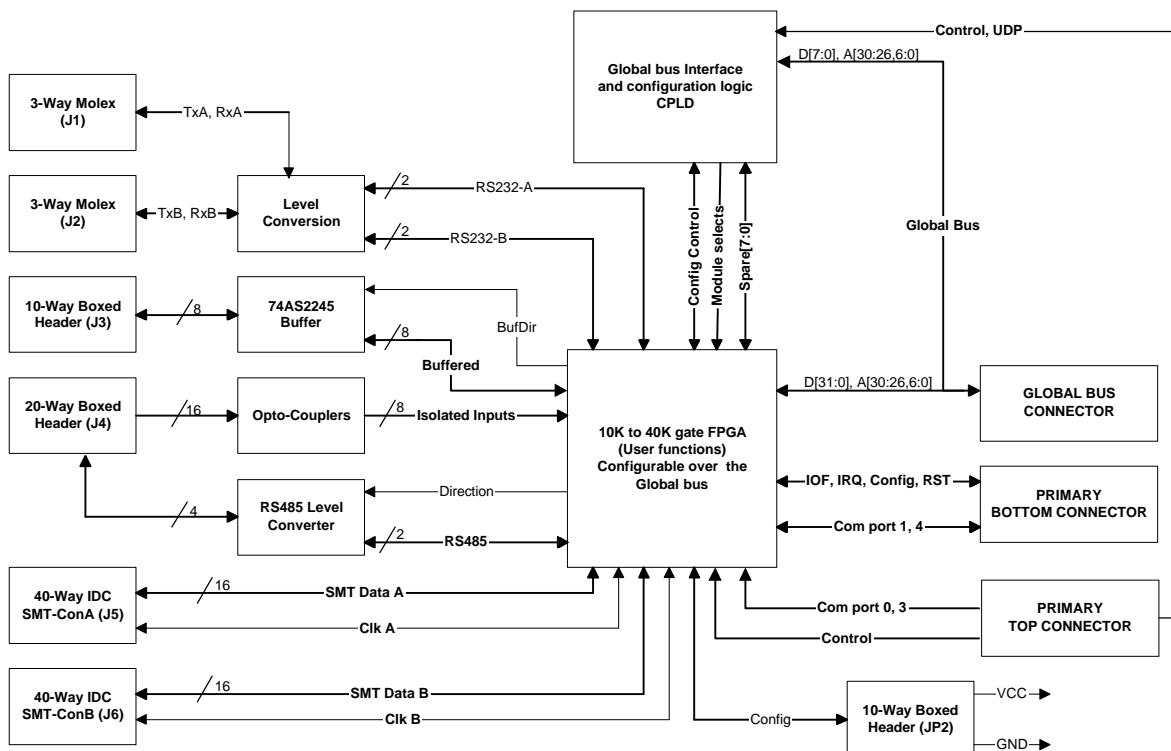 Control, UDP
D[7:0], A[30:26,6:0]
Global bus Interface
and configuration logic
CPLD
3-Way Molex
(J1)
TxA, RxA
3-Way Molex
(J2)
TxB, RxB
Level
Conversion
2
RS232-A
2
RS232-B
Config Control
Module selects
Spare[7:0]
Global Bus
10-Way Boxed
Header (J3)
8
74AS2245
Buffer
BufDir
8
Buffered
20-Way Boxed
Header (J4)
16
Opto-Couplers
8
Isolated Inputs
10K to 40K gate FPGA
(User functions)
Configurable over the
Global bus
D[31:0], A[30:26,6:0]
GLOBAL BUS
CONNECTOR
4
RS485 Level
Converter
Direction
2
RS485
IOF, IRQ, Config, RST
Com port 1, 4
PRIMARY
BOTTOM CONNECTOR
40-Way IDC
SMT-ConA (J5)
16
SMT Data A
Clk A
Com port 0, 3
Control
PRIMARY
TOP CONNECTOR
40-Way IDC
SMT-ConB (J6)
16
SMT Data B
Clk B
Config
10-Way Boxed
Header (JP2)
VCC
GND